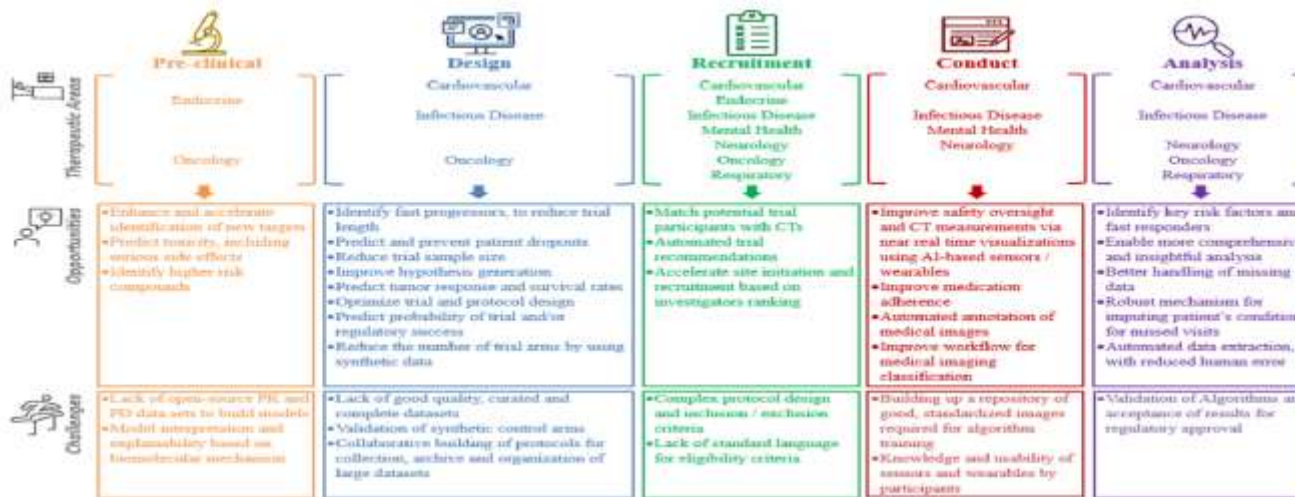 Pre-clinical
Design
Recruitment
Conduct
Analysis
Therapeutic Areas
Endocrine
Oncology
Cardiovascular
Infectious Disease
Oncology
Cardiovascular
Endocrine
Infectious Disease
Mental Health
Neurology
Oncology
Respiratory
Cardiovascular
Infectious Disease
Mental Health
Neurology
Cardiovascular
Infectious Disease
Neurology
Oncology
Respiratory
Opportunities
•Enhance and accelerate
identification of new targets
•Predict toxicity, including
serious side effects
•Identify higher risk
compounds
•Identify fast progressors, to reduce trial
length
•Predict and prevent patient dropouts
•Reduce trial sample size
•Improve hypothesis generation
•Predict tumor response and survival rates
•Optimize trial and protocol design
•Predict probability of trial and/or
regulatory success
•Reduce the number of trial arms by using
synthetic data
•Match potential trial
participants with CTs
•Automated trial
recommendations
•Accelerate site initiation and
recruitment based on
investigators ranking
•Improve safety oversight
and CT measurements via
near real time visualizations
using AI-based sensors /
wearables
•Improve medication
adherence
•Automated annotation of
medical images
•Improve workflow for
medical imaging
classification
•Identify key risk factors and
fast responders
•Enable more comprehensive
and insightful analysis
•Better handling of missing
data
•Robust mechanism for
imputing patient's condition
for missed visits
•Automated data extraction,
with reduced human error
Challenges
•Lack of open-source PK and
PD data sets to build models
•Model interpretation and
explainability based on
biomolecular mechanism
•Lack of good quality, curated and
complete datasets
•Validation of synthetic control arms
•Collaborative building of protocols for
collection, archive and organization of
large datasets
•Complex protocol design
and inclusion / exclusion
criteria
•Lack of standard language
for eligibility criteria
•Building up a repository of
good, standardized images
required for algorithm
training
•Knowledge and usability of
sensors and wearables by
participants
•Validation of Algorithms and
acceptance of results for
regulatory approval